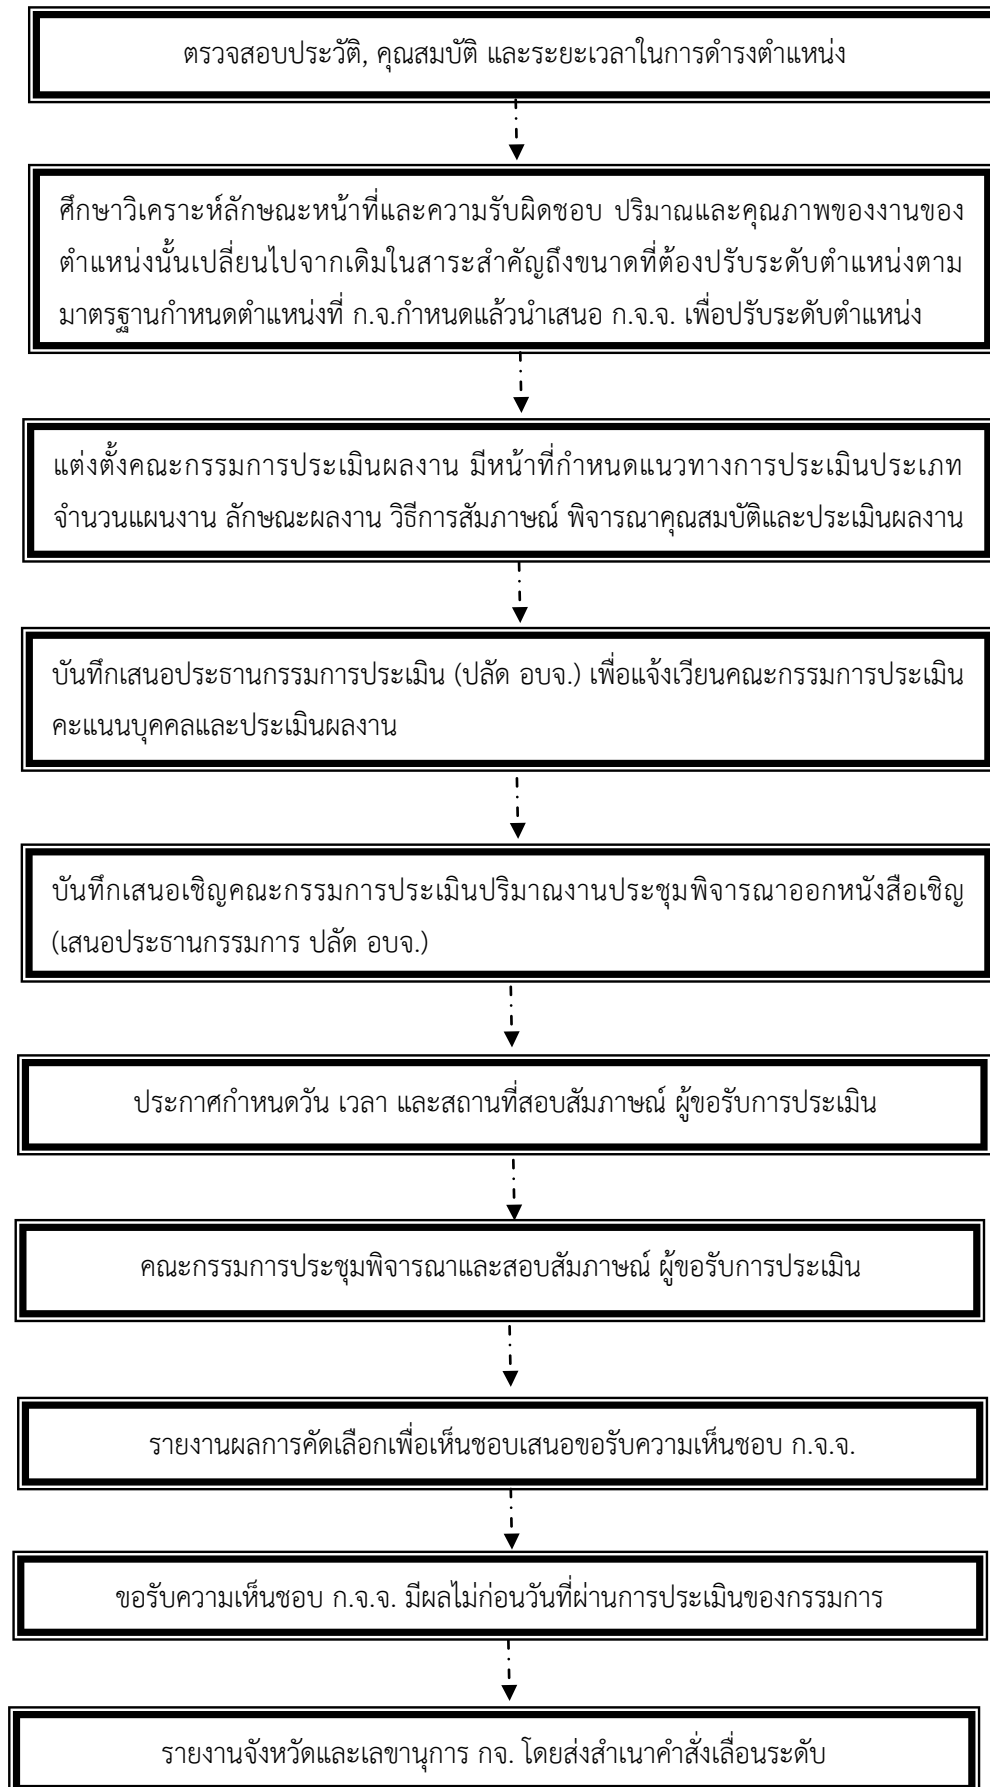 ตรวจสอบประวัติ, คุณสมบัติ และระยะเวลาในการดำรงตำแหน่ง
ศึกษาวิเคราะห์ลักษณะหน้าที่และความรับผิดชอบ ปริมาณและคุณภาพของงานของ
ตำแหน่งนั้นเปลี่ยนไปจากเดิมในสาระสำคัญถึงขนาดที่ต้องปรับระดับตำแหน่งตาม
มาตรฐานกำหนดตำแหน่งที่ ก.จ.กำหนดแล้วนำเสนอ ก.จ.จ. เพื่อปรับระดับตำแหน่ง
แต่งตั้งคณะกรรมการประเมินผลงาน มีหน้าที่กำหนดแนวทางการประเมินประเภท
จำนวนแผนงาน ลักษณะผลงาน วิธีการสัมภาษณ์ พิจารณาคุณสมบัติและประเมินผลงาน
บันทึกเสนอประธานกรรมการประเมิน (ปลัด อบจ.) เพื่อแจ้งเวียนคณะกรรมการประเมิน
คะแนนบุคคลและประเมินผลงาน
บันทึกเสนอเชิญคณะกรรมการประเมินปริมาณงานประชุมพิจารณาออกหนังสือเชิญ
(เสนอประธานกรรมการ ปลัด อบจ.)
ประกาศกำหนดวัน เวลา และสถานที่สอบสัมภาษณ์ ผู้ขอรับการประเมิน
คณะกรรมการประชุมพิจารณาและสอบสัมภาษณ์ ผู้ขอรับการประเมิน
รายงานผลการคัดเลือกเพื่อเห็นชอบเสนอขอรับความเห็นชอบ ก.จ.จ.
ขอรับความเห็นชอบ ก.จ.จ. มีผลไม่ก่อนวันที่ผ่านการประเมินของกรรมการ
รายงานจังหวัดและเลขานุการ กจ. โดยส่งสำเนาคำสั่งเลื่อนระดับ